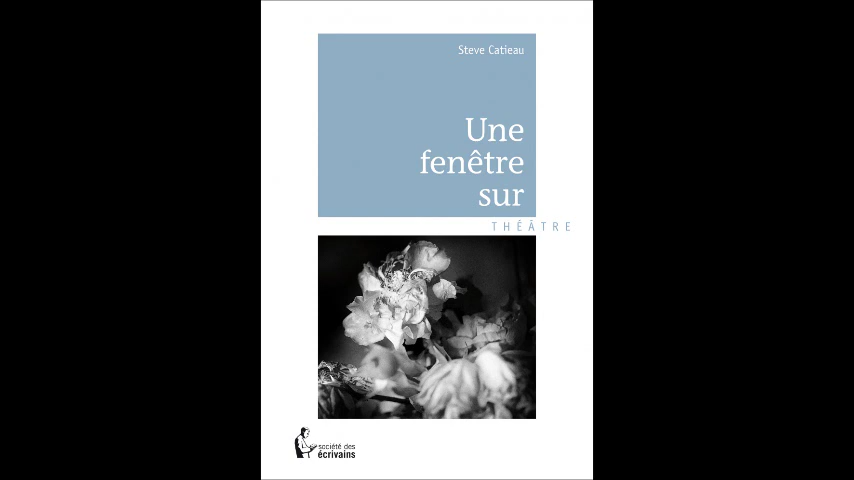 Steve Catieau
Une
fenêtre
sur
THÉÂTRE
société des
écrivains